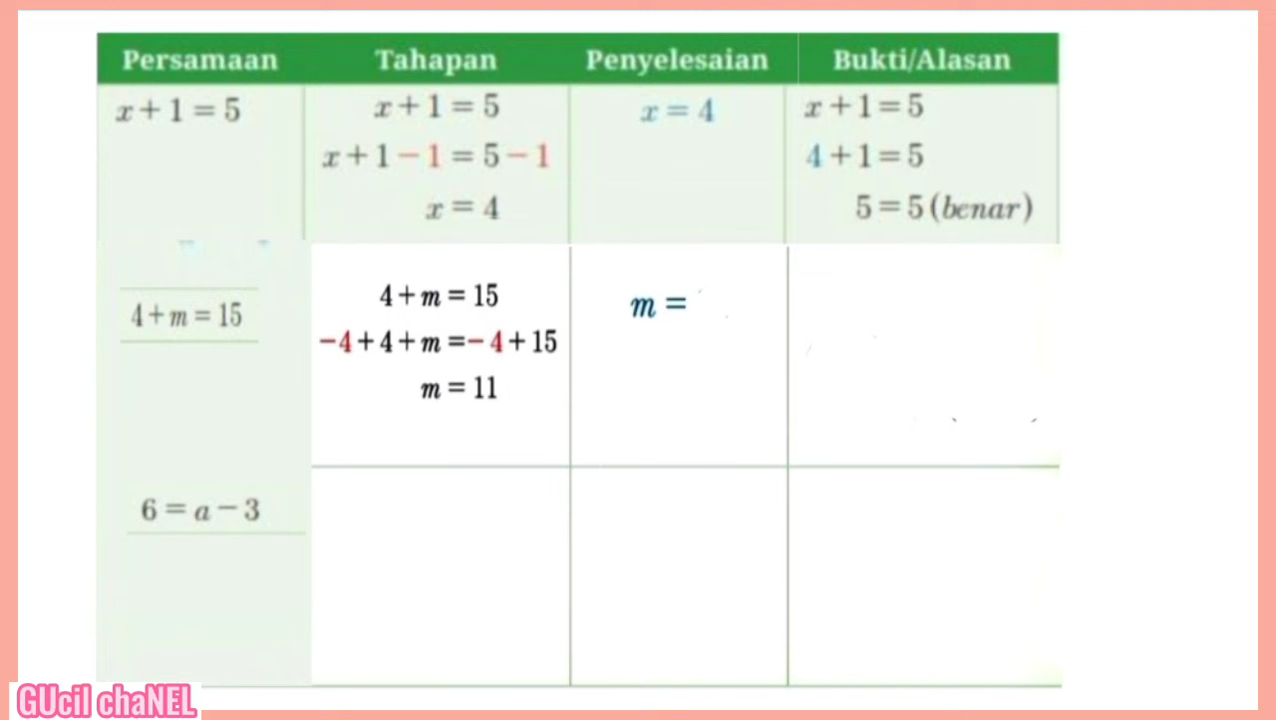 Persamaan Tahapan Penyelesaian Bukti/Alasan
x + 1 = 5
x + 1 = 5
x + 1 − 1 = 5 − 1
x = 4
x = 4
x + 1 = 5
4 + 1 = 5
5 = 5 (benar)
4 + m = 15
4 + m = 15
−4 + 4 + m = − 4 + 15
m = 11
m =
6 = a − 3
GUcil chaNEL